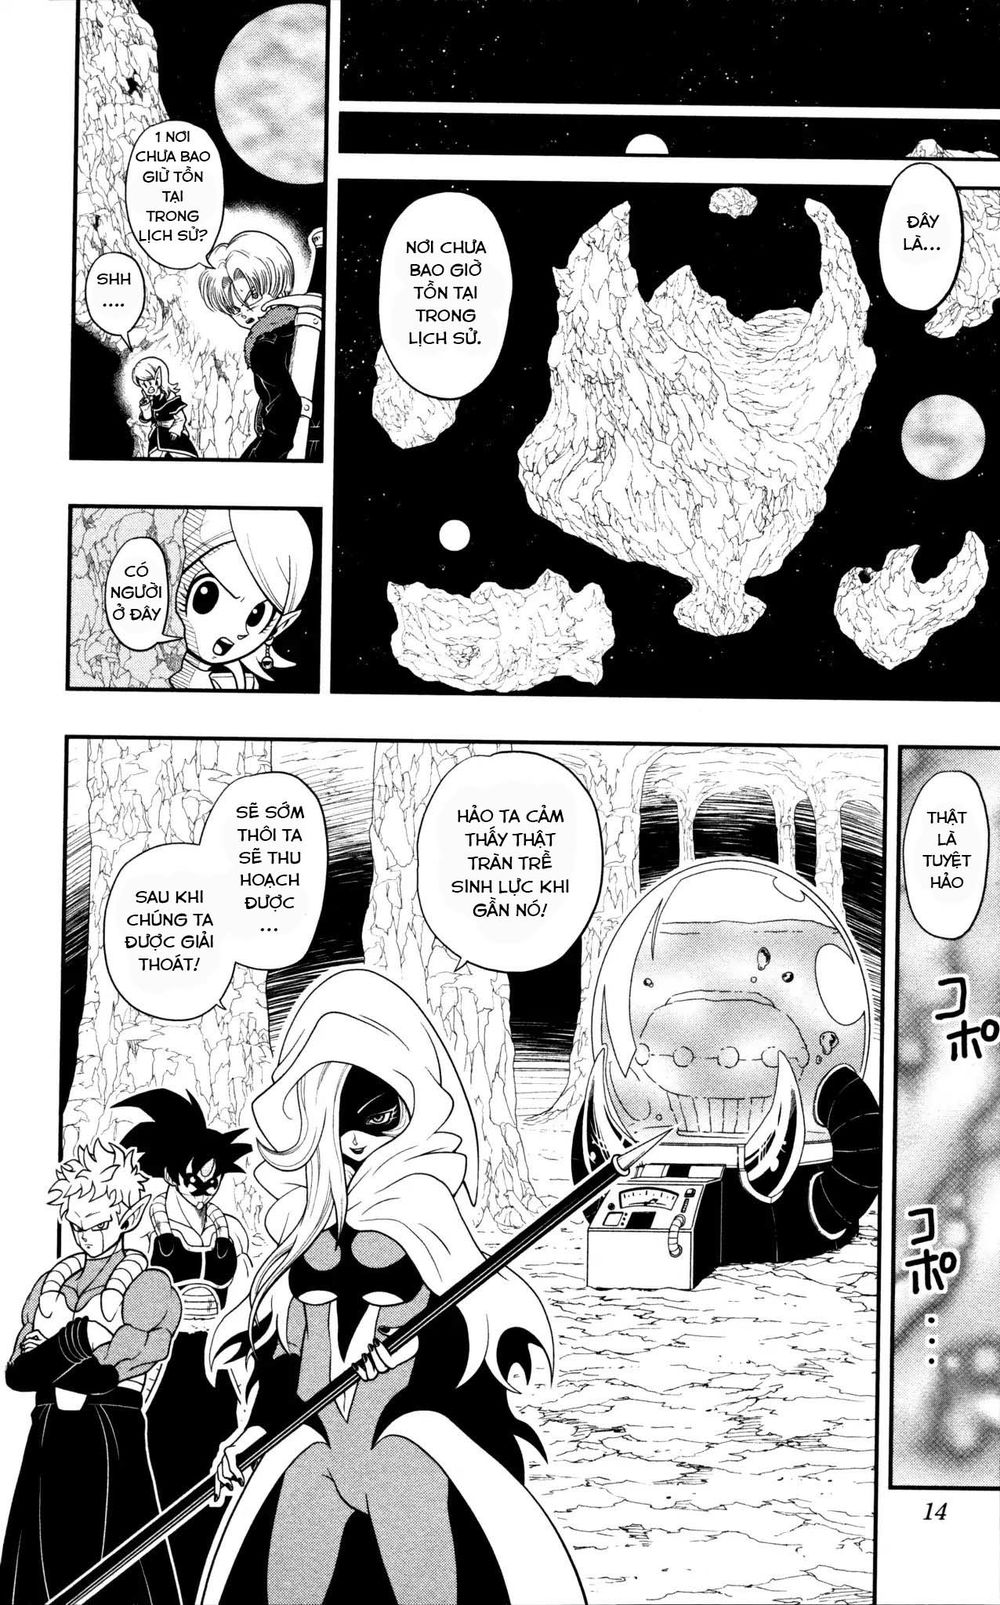 ĐÂY
LÀ...
NƠI CHƯA
BAO GIỜ
TỒN TẠI
TRONG
LỊCH SỬ.
1 NƠI
CHƯA BAO
GIỜ TỒN
TẠI
TRONG
LỊCH SỬ?
SHH
....
CÓ
NGƯỜI
Ở ĐÂY
THẬT
LÀ
TUYỆT
HẢO
コポ
コポ...
HẢO TA CẢM
THẤY THẬT
TRÀN TRỀ
SINH LỰC KHI
GẦN NÓ!
SẼ SỚM
THÔI TA
SẼ THU
HOẠCH
ĐƯỢC
...
SAU KHI
CHÚNG TA
ĐƯỢC GIẢI
THOÁT!
14